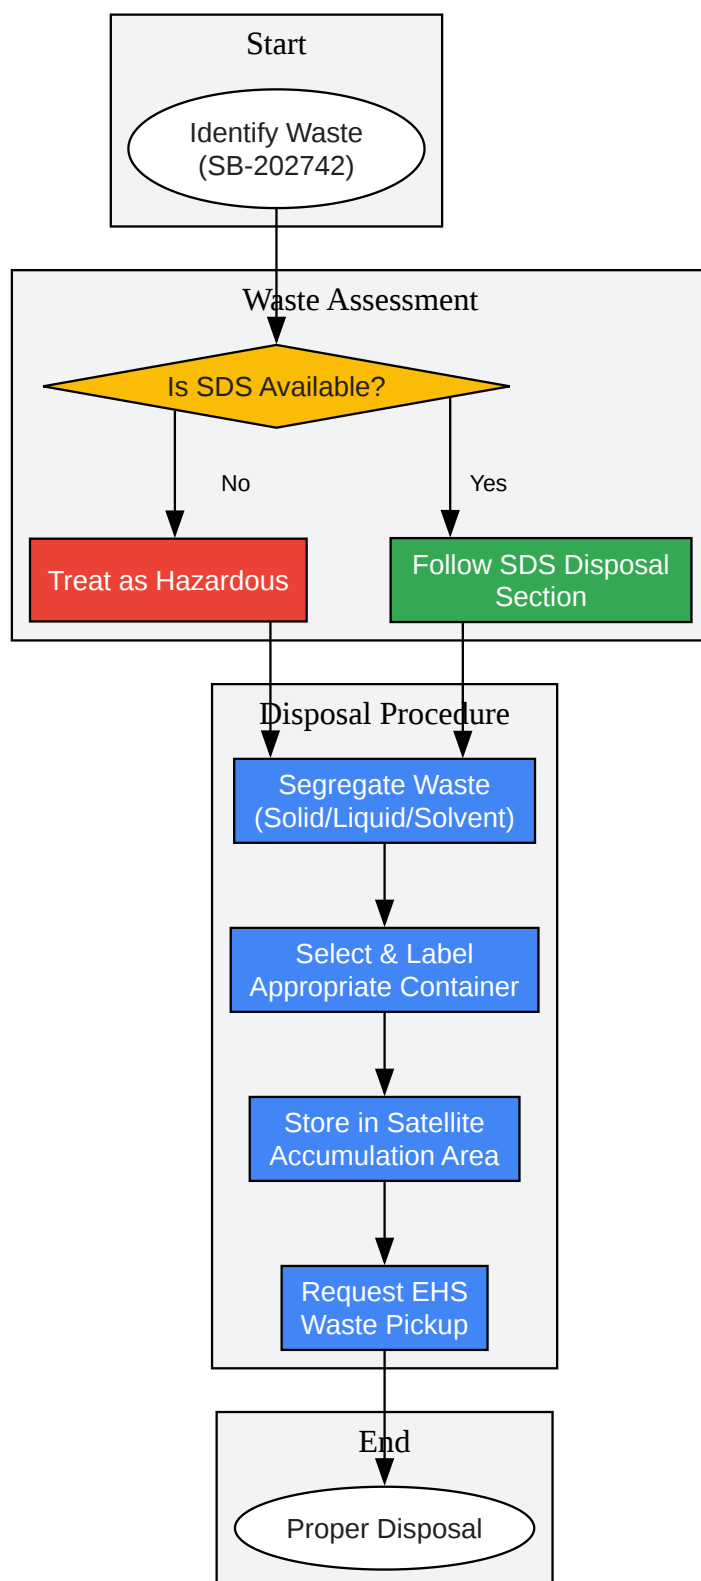 Start
Identify Waste
(SB-202742)
Waste Assessment
Is SDS Available?
No
Yes
Treat as Hazardous
Follow SDS Disposal
Section
Disposal Procedure
Segregate Waste
(Solid/Liquid/Solvent)
Select & Label
Appropriate Container
Store in Satellite
Accumulation Area
Request EHS
Waste Pickup
End
Proper Disposal